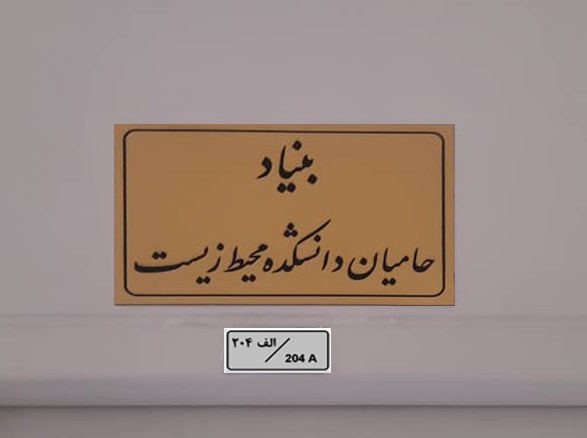 بنیاد
حامیان دانشکده محیط زیست
الف ۲۰۴
204 A